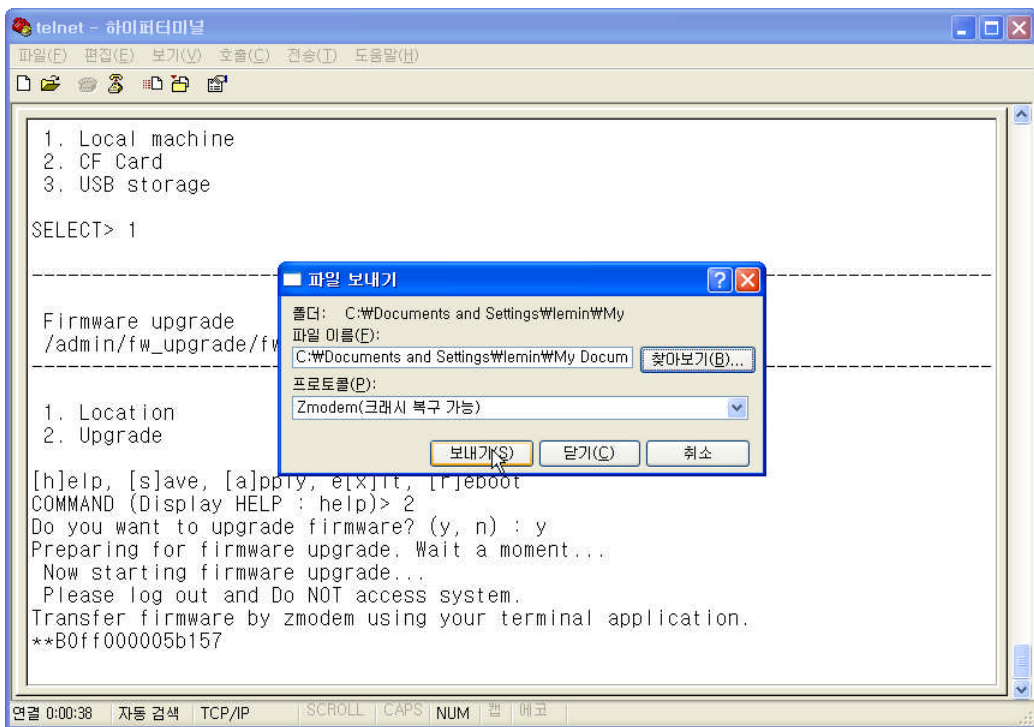 telnet - 하이퍼터미널
파일(F) 편집(E) 보기(V) 호출(C) 전송(T) 도움말(H)
1. Local machine
2. CF Card
3. USB storage
SELECT> 1
파일 보내기
폴더: C:₩Documents and Settings₩lemin₩My
파일 이름(F):
C:₩Documents and Settings₩lemin₩My Docum
찾아보기(B)...
프로토콜(P):
Zmodem(크래시 복구 가능)
보내기(S) 닫기(C) 취소
Firmware upgrade
/admin/fw_upgrade/fw
1. Location
2. Upgrade
[h]elp, [s]ave, [a]pply, e[x]it, [r]eboot
COMMAND (Display HELP : help)> 2
Do you want to upgrade firmware? (y, n) : y
Preparing for firmware upgrade. Wait a moment...
Now starting firmware upgrade...
Please log out and Do NOT access system.
Transfer firmware by zmodem using your terminal application.
**B0ff000005b157
연결 0:00:38 자동 검색 TCP/IP SCROLL CAPS NUM 캡 에코